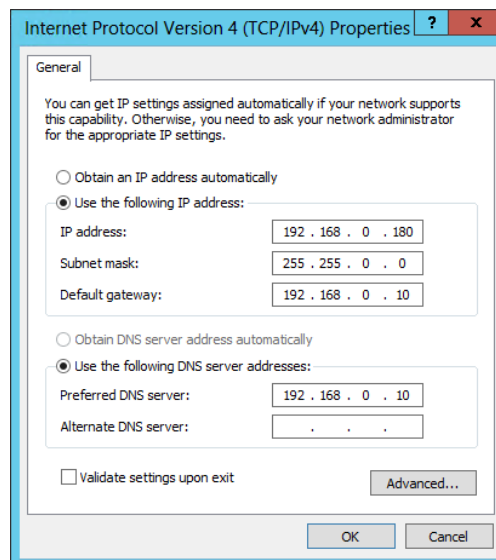 Internet Protocol Version 4 (TCP/IPv4) Properties ? x
General
You can get IP settings assigned automatically if your network supports
this capability. Otherwise, you need to ask your network administrator
for the appropriate IP settings.
Obtain an IP address automatically
Use the following IP address:
IP address: 192 . 168 . 0 . 180
Subnet mask: 255 . 255 . 0 . 0
Default gateway: 192 . 168 . 0 . 10
Obtain DNS server address automatically
Use the following DNS server addresses:
Preferred DNS server: 192 . 168 . 0 . 10
Alternate DNS server: . . .
Validate settings upon exit
Advanced...
OK Cancel